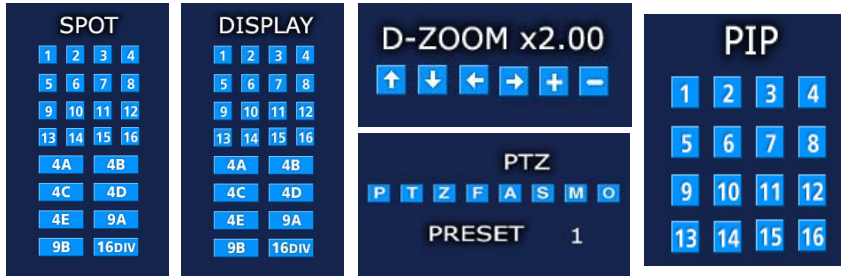 SPOT
1 2 3 4
5 6 7 8
9 10 11 12
13 14 15 16
4A 4B
4C 4D
4E 9A
9B 16DIV
DISPLAY
1 2 3 4
5 6 7 8
9 10 11 12
13 14 15 16
4A 4B
4C 4D
4E 9A
9B 16DIV
D-ZOOM x2.00
↑ ↓ ← → + −
PTZ
P T Z F A S M O
PRESET 1
PIP
1 2 3 4
5 6 7 8
9 10 11 12
13 14 15 16